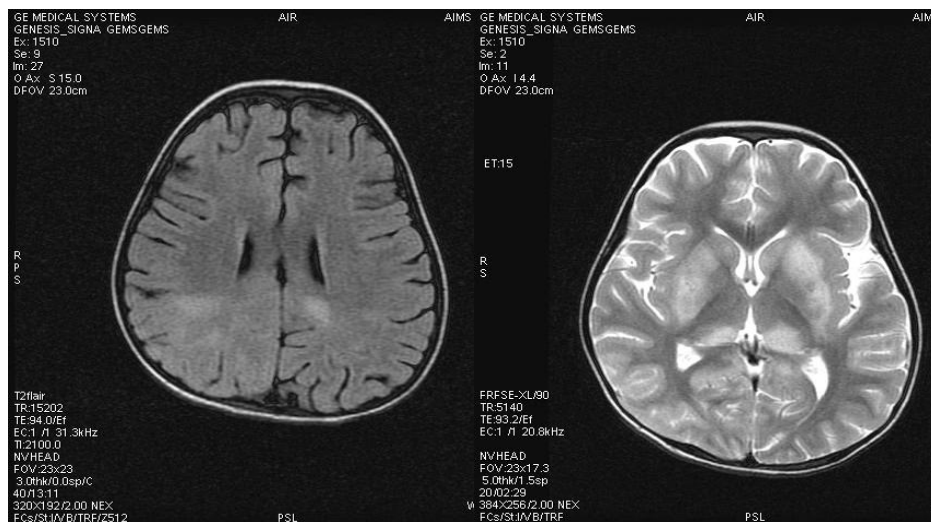 GE MEDICAL SYSTEMS
GENESIS_SIGNA GEMSGEMS
Ex: 1510
Se: 9
Im: 27
O Ax S 15.0
DFOV 23.0cm
AIR
AIMS
R
P
S
T2flair
TR:15202
TE:94.0/Ef
EC:1 /1 31.3kHz
TI:2100.0
NVHEAD
FOV:23x23
3.0thk/0.0sp/C
40/13:11
320X192/2.00 NEX
FCs/St:I/VB/TRF/Z512
PSL
GE MEDICAL SYSTEMS
GENESIS_SIGNA GEMSGEMS
Ex: 1510
Se: 2
Im: 11
O Ax I 4.4
DFOV 23.0cm
AIR
AIM
ET:15
R
S
FRFSE-XL/90
TR:5140
TE:93.2/Ef
EC:1 /1 20.8kHz
NVHEAD
FOV:23x17.3
5.0thk/1.5sp
20/02:29
384X256/2.00 NEX
FCs/St:I/VB/TRF
PSL